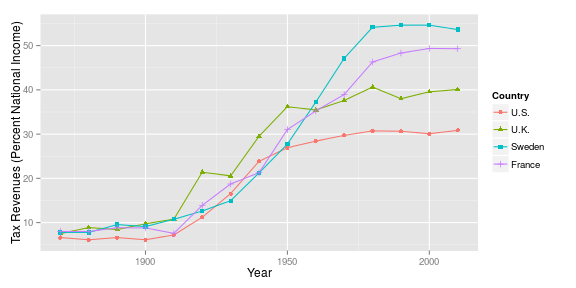 Tax Revenues (Percent National Income)
50
40
30
20
10
1900
1950
2000
Year
Country
U.S.
U.K.
Sweden
France